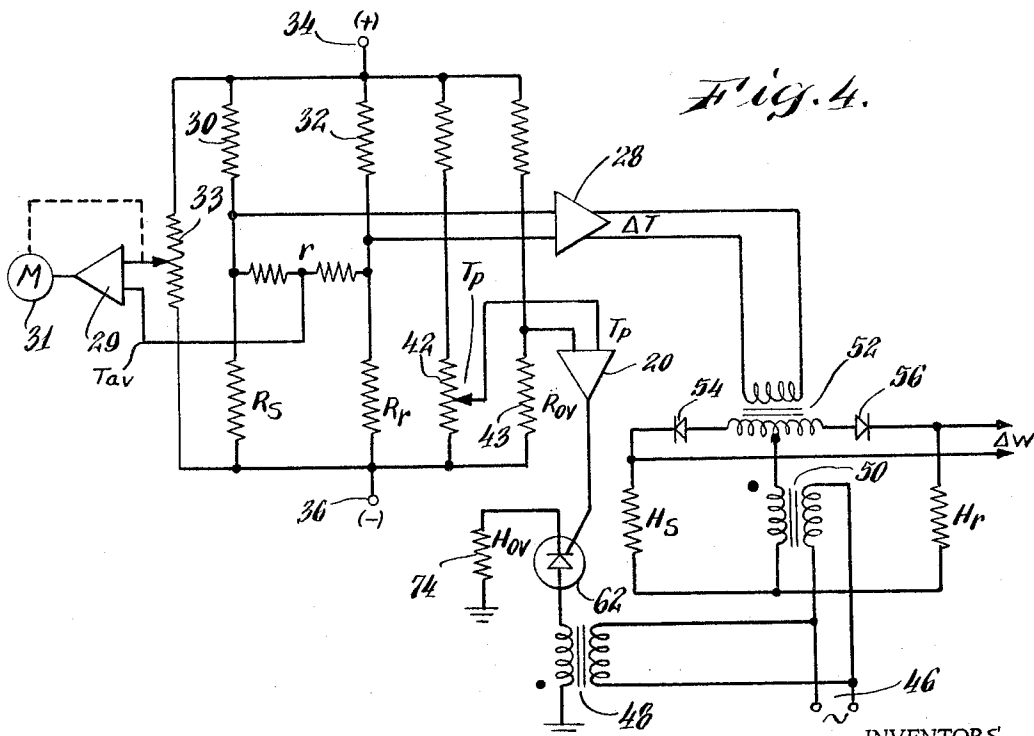 (+)
34
Fig. 4.
30
32
28
33
ΔT
r
M
Tp
31
29
Tp
52
Tav
42
20
54
56
Rs
Rr
Rov
43
ΔW
50
36
(-)
Hs
Hr
Hov
74
62
46
48
~
INVENTORS'